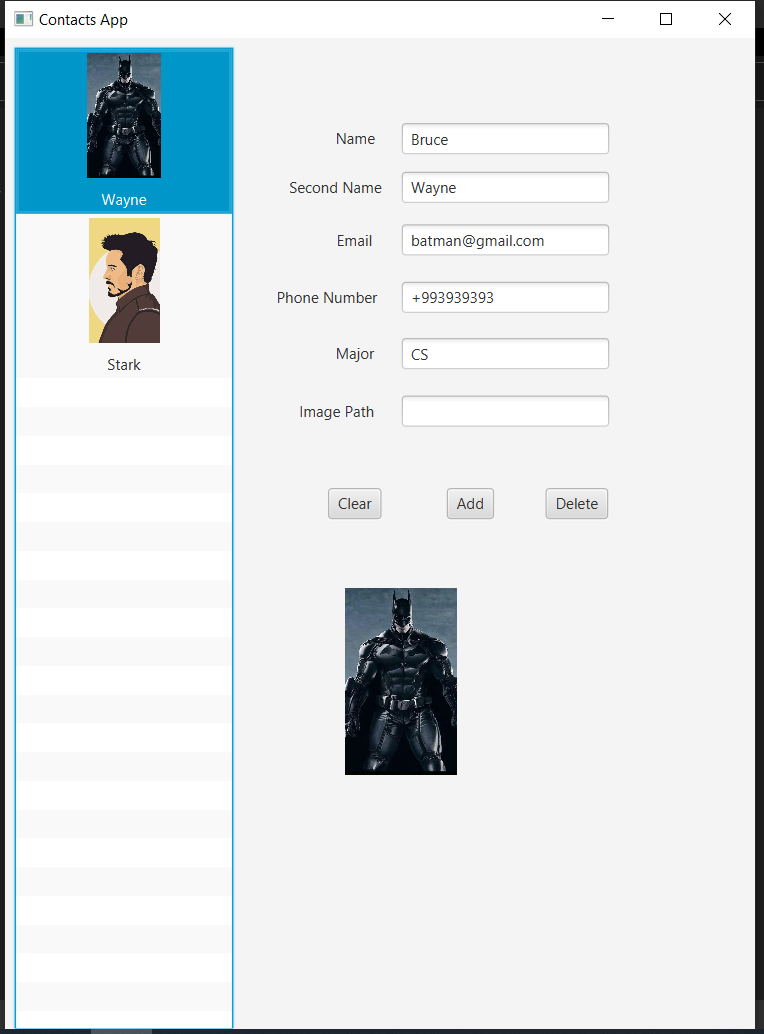 Contacts App
Wayne
Stark
Name Bruce
Second Name Wayne
Email batman@gmail.com
Phone Number +993939393
Major CS
Image Path
Clear Add Delete